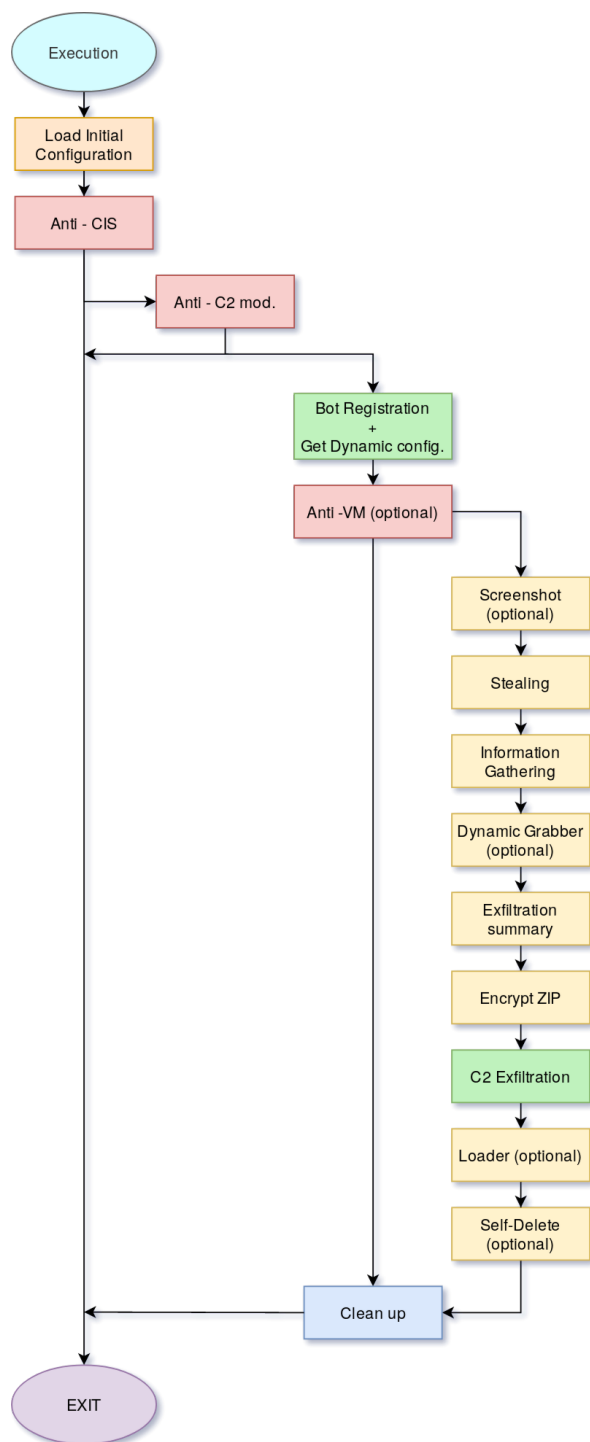 Execution
Load Initial
Configuration
Anti - CIS
Anti - C2 mod.
Bot Registration
+
Get Dynamic config.
Anti -VM (optional)
Screenshot
(optional)
Stealing
Information
Gathering
Dynamic Grabber
(optional)
Exfiltration
summary
Encrypt ZIP
C2 Exfiltration
Loader (optional)
Self-Delete
(optional)
Clean up
EXIT